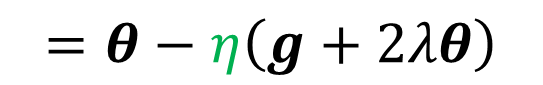 = θ − η(g + 2λθ)